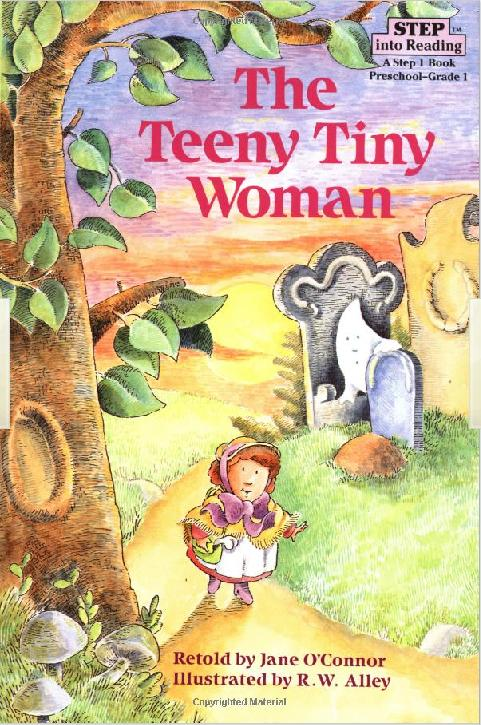 STEP™
into Reading
A Step 1 Book
Preschool–Grade 1
The
Teeny Tiny
Woman
Retold by Jane O'Connor
Illustrated by R.W. Alley
Copyrighted Material